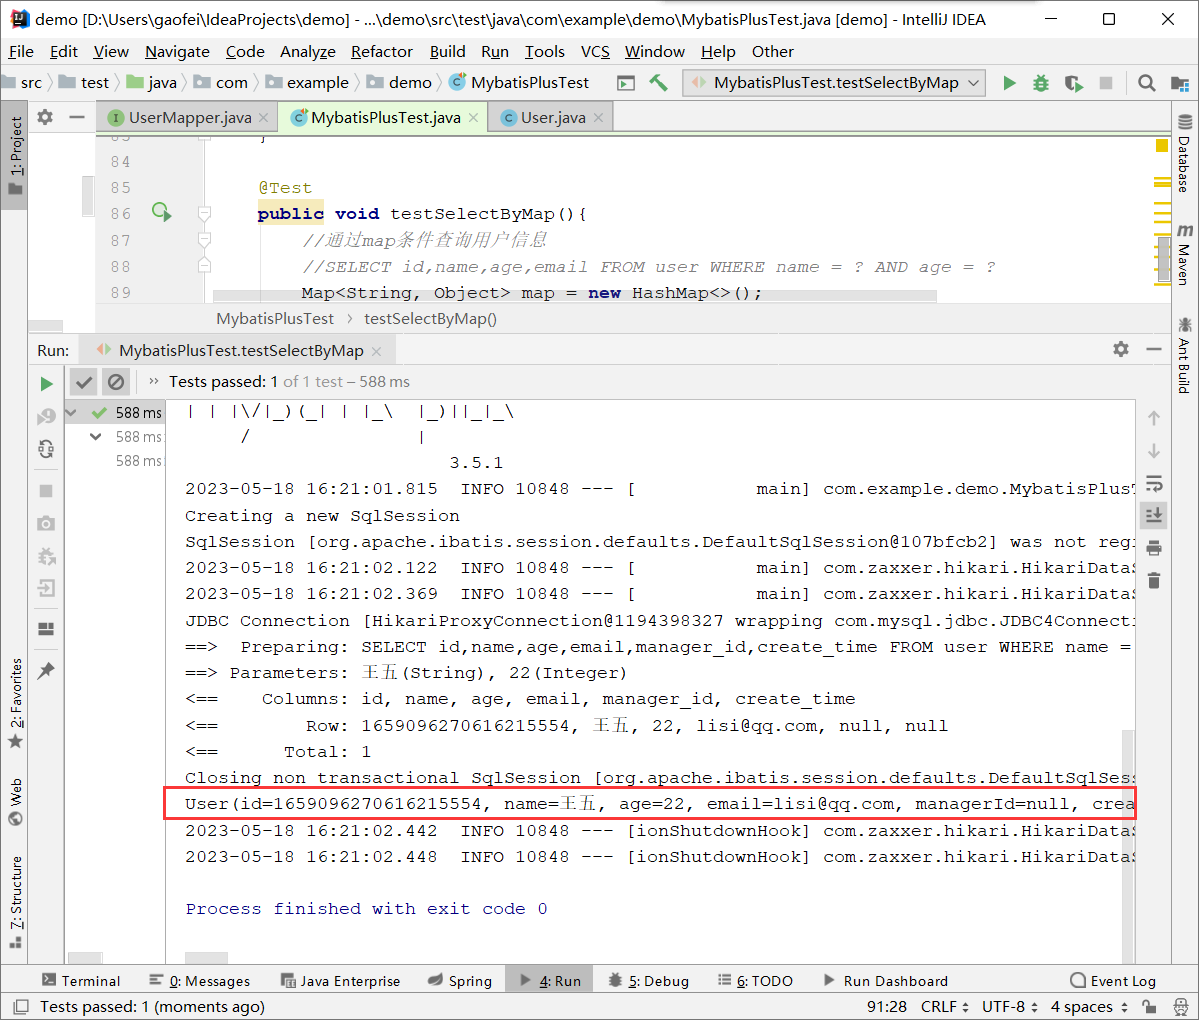 demo [D:\Users\gaofei\IdeaProjects\demo] - ...\demo\src\test\java\com\example\demo\MybatisPlusTest.java [demo] - IntelliJ IDEA
File Edit View Navigate Code Analyze Refactor Build Run Tools VCS Window Help Other
src test java com example demo MybatisPlusTest MybatisPlusTest.testSelectByMap
1: Project
UserMapper.java MybatisPlusTest.java User.java
83 }
84
85 @Test
86 public void testSelectByMap(){
87 //通过map条件查询用户信息
88 //SELECT id,name,age,email FROM user WHERE name = ? AND age = ?
89 Map<String, Object> map = new HashMap<>();
MybatisPlusTest > testSelectByMap()
Database
Maven
Ant Build
Run: MybatisPlusTest.testSelectByMap
Tests passed: 1 of 1 test – 588 ms
588 ms
588 ms
588 ms
| | |\/|_)(_| | |_\ |_)||_|_\
/ |
3.5.1
2023-05-18 16:21:01.815 INFO 10848 --- [ main] com.example.demo.MybatisPlusT
Creating a new SqlSession
SqlSession [org.apache.ibatis.session.defaults.DefaultSqlSession@107bfcb2] was not regi
2023-05-18 16:21:02.122 INFO 10848 --- [ main] com.zaxxer.hikari.HikariDataS
2023-05-18 16:21:02.369 INFO 10848 --- [ main] com.zaxxer.hikari.HikariDataS
JDBC Connection [HikariProxyConnection@1194398327 wrapping com.mysql.jdbc.JDBC4Connecti
==> Preparing: SELECT id,name,age,email,manager_id,create_time FROM user WHERE name =
==> Parameters: 王五(String), 22(Integer)
<== Columns: id, name, age, email, manager_id, create_time
<== Row: 1659096270616215554, 王五, 22, lisi@qq.com, null, null
<== Total: 1
Closing non transactional SqlSession [org.apache.ibatis.session.defaults.DefaultSqlSes
User(id=1659096270616215554, name=王五, age=22, email=lisi@qq.com, managerId=null, crea
2023-05-18 16:21:02.442 INFO 10848 --- [ionShutdownHook] com.zaxxer.hikari.HikariDataS
2023-05-18 16:21:02.448 INFO 10848 --- [ionShutdownHook] com.zaxxer.hikari.HikariDataS
Process finished with exit code 0
2: Favorites
Web
7: Structure
Terminal 0: Messages Java Enterprise Spring 4: Run 5: Debug 6: TODO Run Dashboard Event Log
Tests passed: 1 (moments ago) 91:28 CRLF UTF-8 4 spaces